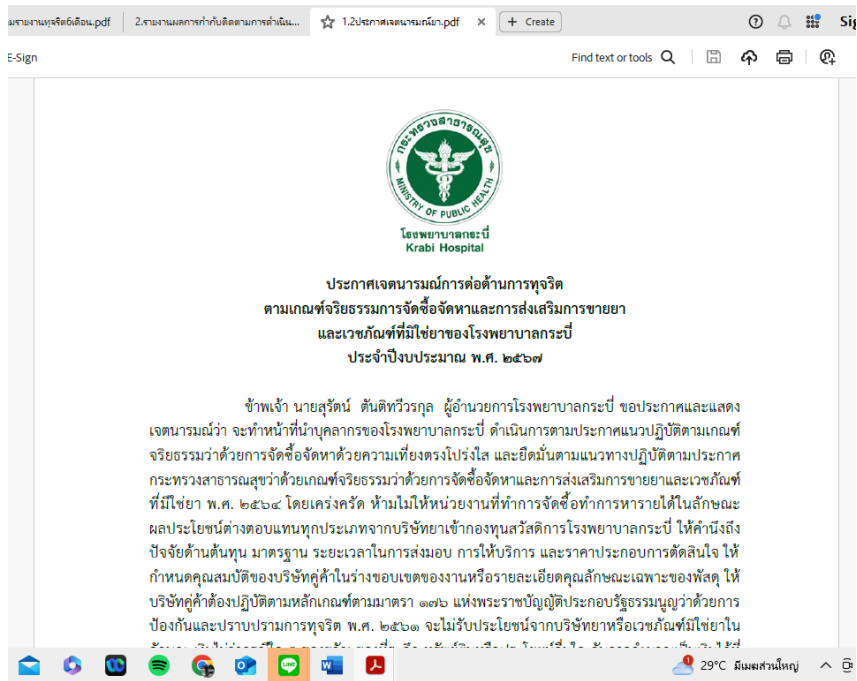 มรายงานทุจริต6เดือน.pdf
2.รายงานผลการกำกับติดตามการดำเนิน...
1.2ประกาศเจตนารมณ์ยา.pdf
+ Create
Sig
E-Sign
Find text or tools
กระทรวงสาธารณสุข
MINISTRY OF PUBLIC HEALTH
โรงพยาบาลกระบี่
Krabi Hospital
ประกาศเจตนารมณ์การต่อต้านการทุจริต
ตามเกณฑ์จริยธรรมการจัดซื้อจัดหาและการส่งเสริมการขายยา
และเวชภัณฑ์ที่มิใช่ยาของโรงพยาบาลกระบี่
ประจำปีงบประมาณ พ.ศ. ๒๕๖๗
ข้าพเจ้า นายสุรัตน์ ตันติทวีวรกุล ผู้อำนวยการโรงพยาบาลกระบี่ ขอประกาศและแสดง
เจตนารมณ์ว่า จะทำหน้าที่นำบุคลากรของโรงพยาบาลกระบี่ ดำเนินการตามประกาศแนวปฏิบัติตามเกณฑ์
จริยธรรมว่าด้วยการจัดซื้อจัดหาด้วยความเที่ยงตรงโปร่งใส และยึดมั่นตามแนวทางปฏิบัติตามประกาศ
กระทรวงสาธารณสุขว่าด้วยเกณฑ์จริยธรรมว่าด้วยการจัดซื้อจัดหาและการส่งเสริมการขายยาและเวชภัณฑ์
ที่มิใช่ยา พ.ศ. ๒๕๖๔ โดยเคร่งครัด ห้ามไม่ให้หน่วยงานที่ทำการจัดซื้อทำการหารายได้ในลักษณะ
ผลประโยชน์ต่างตอบแทนทุกประเภทจากบริษัทยาเข้ากองทุนสวัสดิการโรงพยาบาลกระบี่ ให้คำนึงถึง
ปัจจัยด้านต้นทุน มาตรฐาน ระยะเวลาในการส่งมอบ การให้บริการ และราคาประกอบการตัดสินใจ ให้
กำหนดคุณสมบัติของบริษัทคู่ค้าในร่างขอบเขตของงานหรือรายละเอียดคุณลักษณะเฉพาะของพัสดุ ให้
บริษัทคู่ค้าต้องปฏิบัติตามหลักเกณฑ์ตามมาตรา ๑๗๖ แห่งพระราชบัญญัติประกอบรัฐธรรมนูญว่าด้วยการ
ป้องกันและปราบปรามการทุจริต พ.ศ. ๒๕๖๑ จะไม่รับประโยชน์จากบริษัทยาหรือเวชภัณฑ์มิใช่ยาใน
29°C มีเมฆส่วนใหญ่